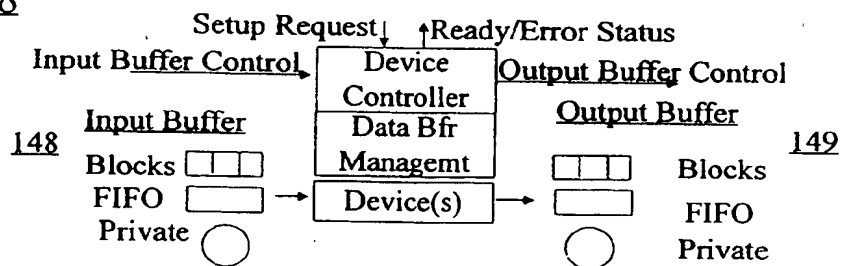 Setup Request Ready/Error Status
Input Buffer Control Device Controller Output Buffer Control
Input Buffer Data Bfr Managemt Output Buffer
148 149
Blocks Blocks
FIFO Device(s) FIFO
Private Private